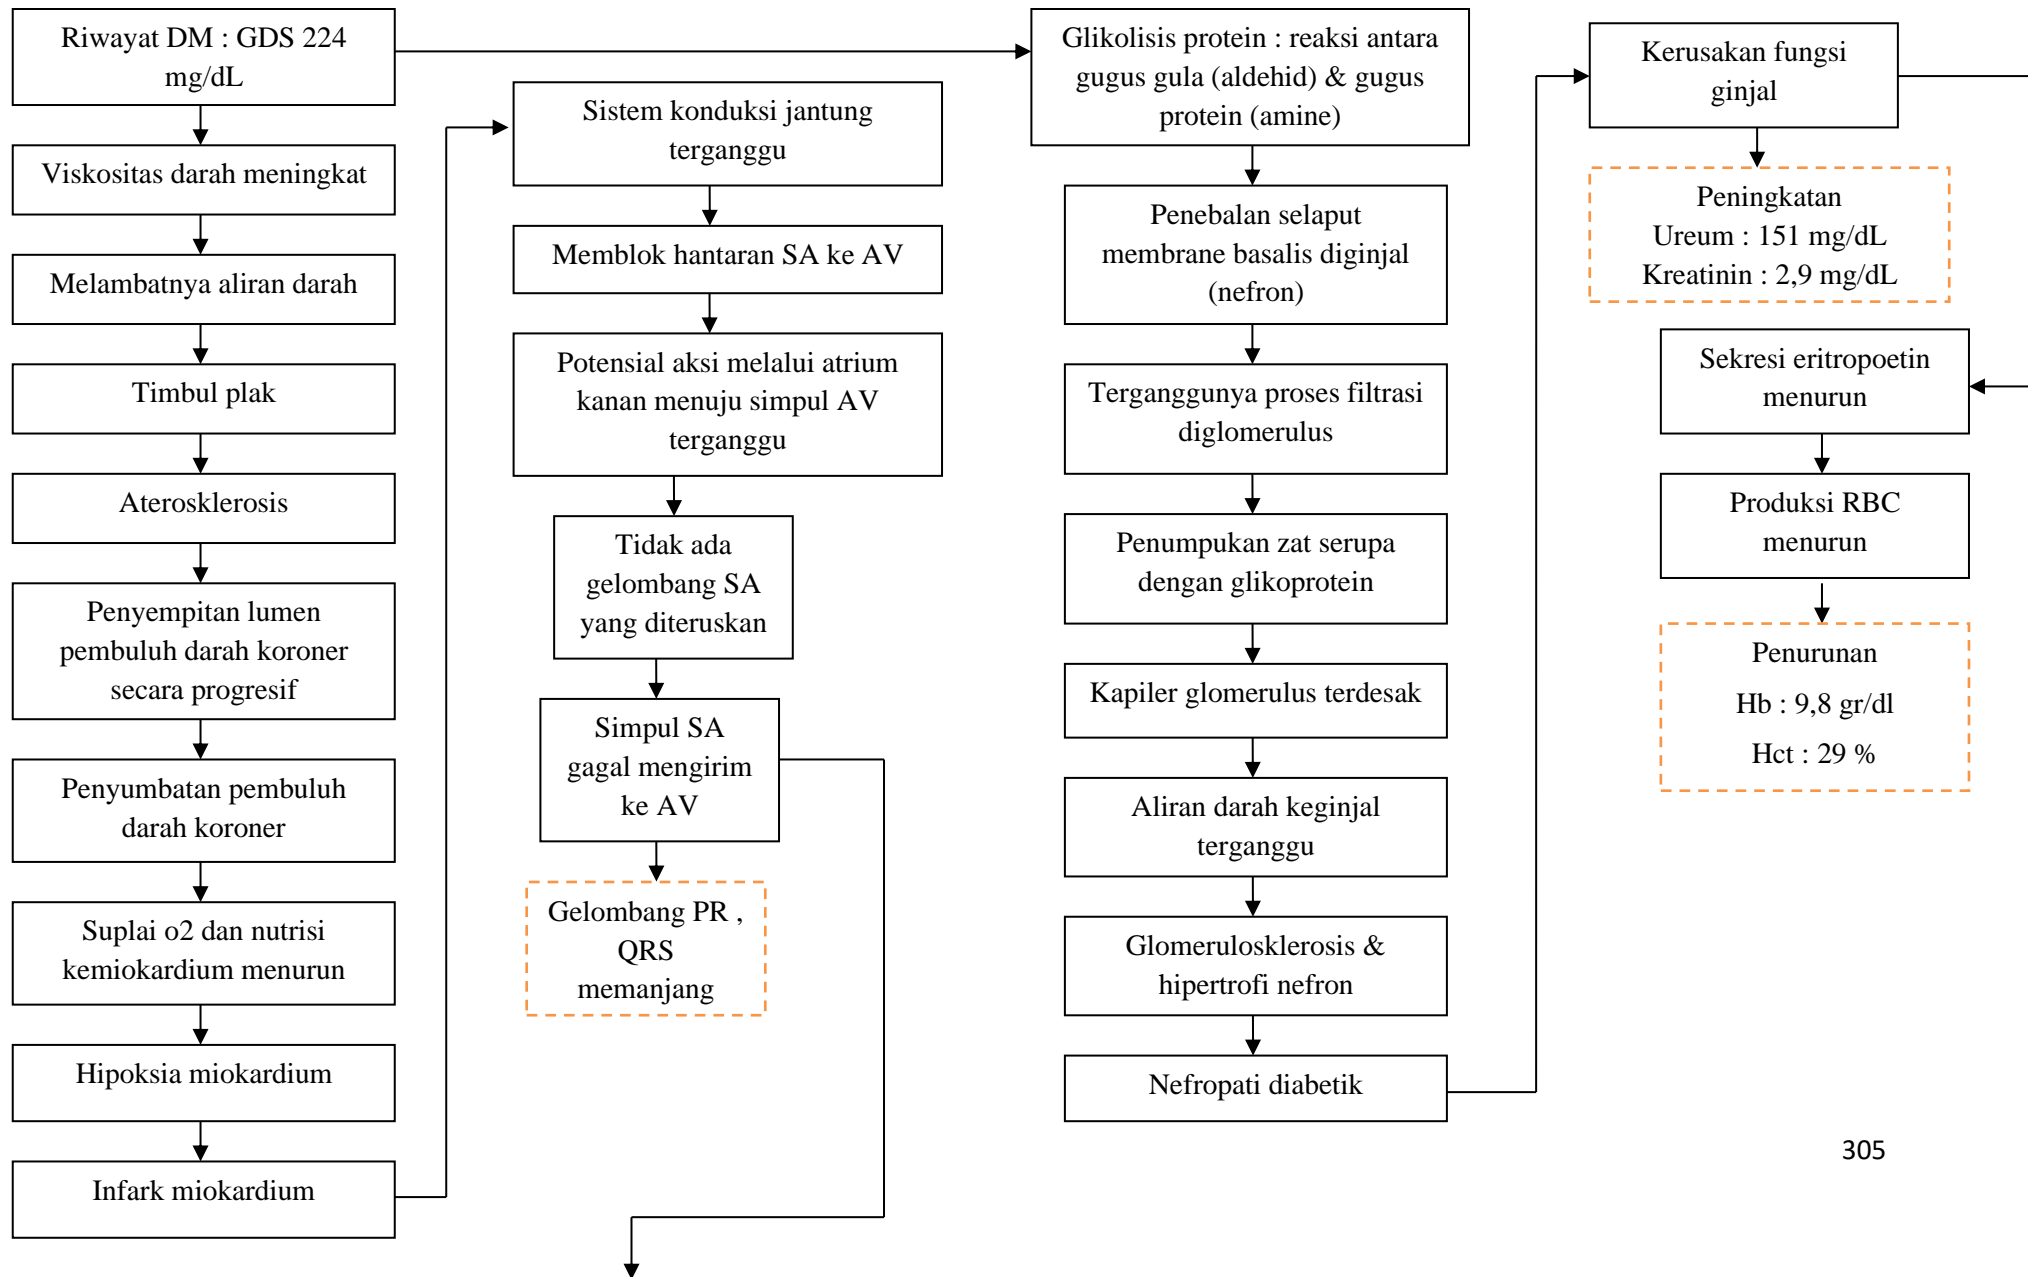 Riwayat DM : GDS 224
mg/dL
Viskositas darah meningkat
Melambatnya aliran darah
Timbul plak
Aterosklerosis
Penyempitan lumen
pembuluh darah koroner
secara progresif
Penyumbatan pembuluh
darah koroner
Suplai o2 dan nutrisi
kemiokardium menurun
Hipoksia miokardium
Infark miokardium
Sistem konduksi jantung
terganggu
Memblok hantaran SA ke AV
Potensial aksi melalui atrium
kanan menuju simpul AV
terganggu
Tidak ada
gelombang SA
yang diteruskan
Simpul SA
gagal mengirim
ke AV
Gelombang PR ,
QRS
memanjang
Glikolisis protein : reaksi antara
gugus gula (aldehid) & gugus
protein (amine)
Penebalan selaput
membrane basalis diginjal
(nefron)
Terganggunya proses filtrasi
diglomerulus
Penumpukan zat serupa
dengan glikoprotein
Kapiler glomerulus terdesak
Aliran darah keginjal
terganggu
Glomerulosklerosis &
hipertrofi nefron
Nefropati diabetik
Kerusakan fungsi
ginjal
Peningkatan
Ureum : 151 mg/dL
Kreatinin : 2,9 mg/dL
Sekresi eritropoetin
menurun
Produksi RBC
menurun
Penurunan
Hb : 9,8 gr/dl
Hct : 29 %
305